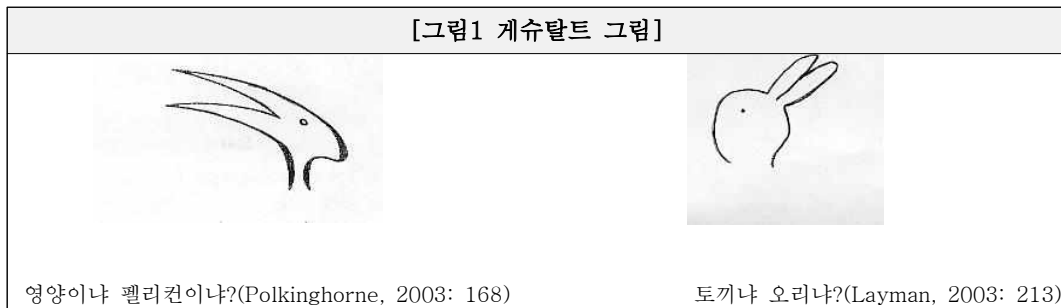 [그림1 게슈탈트 그림]
영양이냐 펠리컨이냐?(Polkinghorne, 2003: 168)
토끼냐 오리냐?(Layman, 2003: 213)